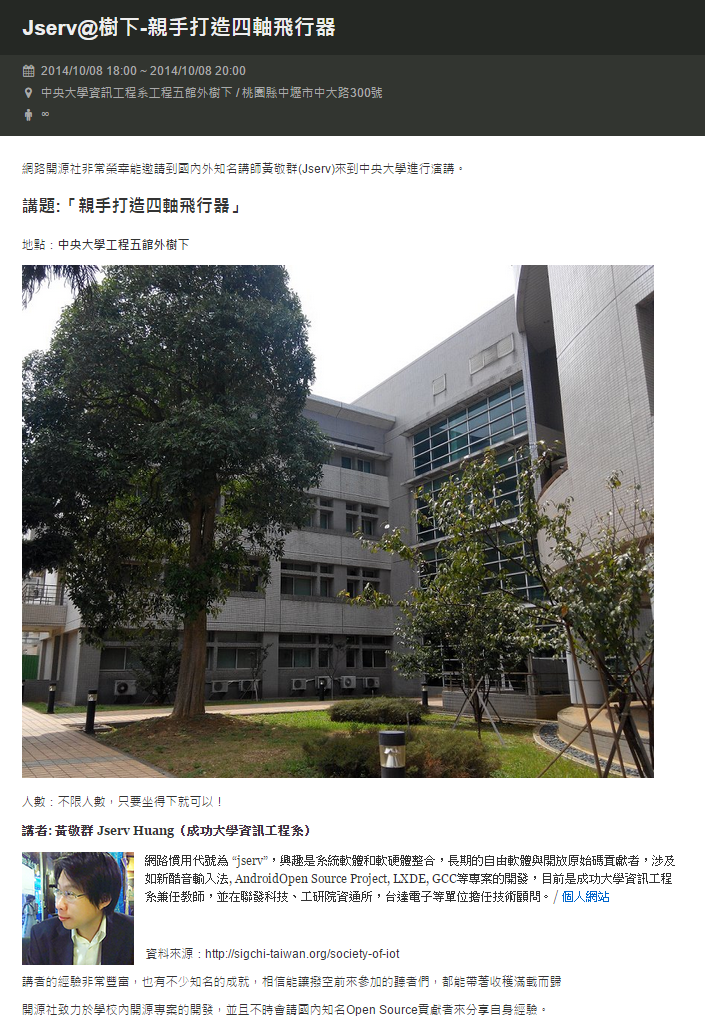 Jserv@樹下-親手打造四軸飛行器
2014/10/08 18:00 ~ 2014/10/08 20:00
中央大學資訊工程系工程五館外樹下 / 桃園縣中壢市中大路300號
∞
網路開源社非常榮幸能邀請到國內外知名講師黃敬群(Jserv)來到中央大學進行演講。
講題:「親手打造四軸飛行器」
地點：中央大學工程五館外樹下
人數：不限人數，只要坐得下就可以！
講者: 黃敬群 Jserv Huang（成功大學資訊工程系）
網路慣用代號為 “jserv”，興趣是系統軟體和軟硬體整合，長期的自由軟體與開放原始碼貢獻者，涉及
如新酷音輸入法, AndroidOpen Source Project, LXDE, GCC等專案的開發，目前是成功大學資訊工程
系兼任教師，並在聯發科技、工研院資通所，台達電子等單位擔任技術顧問。/ 個人網站
資料來源：http://sigchi-taiwan.org/society-of-iot
講者的經驗非常豐富，也有不少知名的成就，相信能讓撥空前來參加的聽者們，都能帶著收穫滿載而歸
開源社致力於學校內開源專案的開發，並且不時會請國內知名Open Source貢獻者來分享自身經驗。